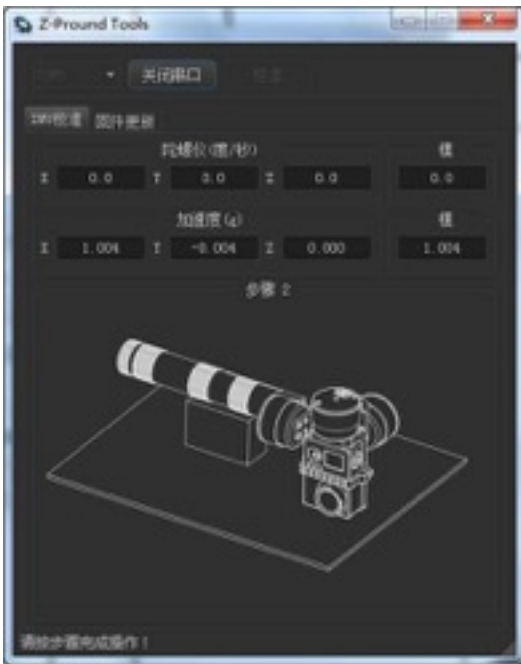 Z-Pround Tools
关闭串口
IMU校准 固件更新
陀螺仪(度/秒) 模
X 0.0 Y 0.0 Z 0.0 0.0
加速度(g) 模
X 1.004 Y -0.004 Z 0.000 1.004
步骤 2
请按步骤完成操作!